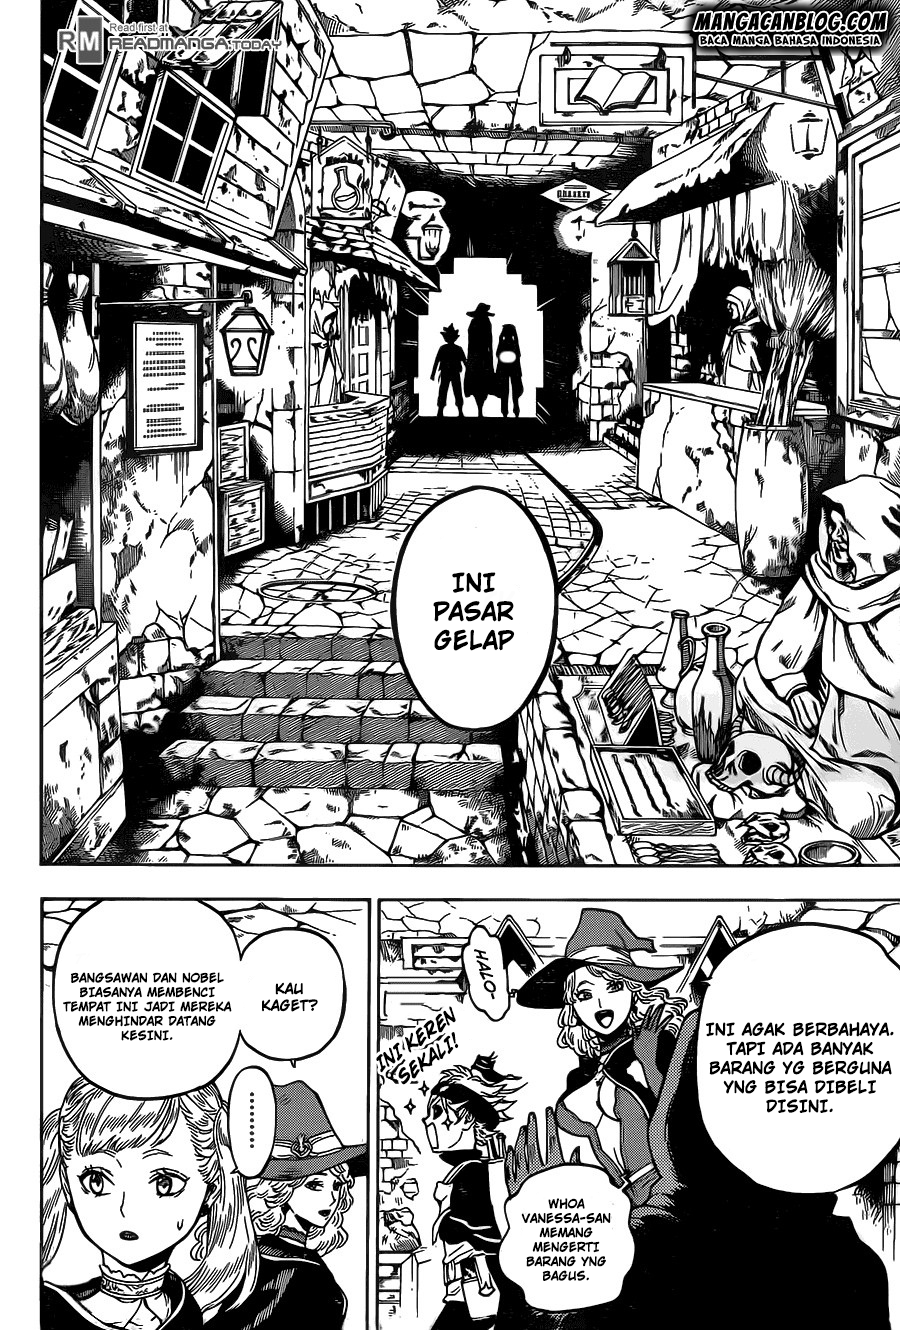 Read first at
RM READMANGA.TODAY
MANGACANBLOG.COM
BACA MANGA BAHASA INDONESIA
20
INI
PASAR
GELAP
HALO~
INI AGAK BERBAHAYA.
TAPI ADA BANYAK
BARANG YG BERGUNA
YNG BISA DIBELI
DISINI.
INI KEREN
SEKALI!
WHOA
VANESSA-SAN
MEMANG
MENGERTI
BARANG YNG
BAGUS.
KAU
KAGET?
BANGSAWAN DAN NOBEL
BIASANYA MEMBENCI
TEMPAT INI JADI MEREKA
MENGHINDAR DATANG
KESINI.
.........